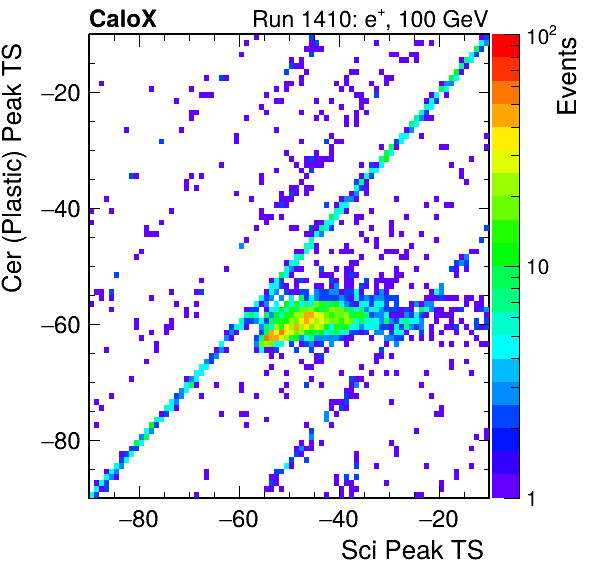 CaloX Run 1410: e⁺, 100 GeV
Cer (Plastic) Peak TS
−20
−40
−60
−80
−80 −60 −40 −20
Sci Peak TS
10²
10
1
Events